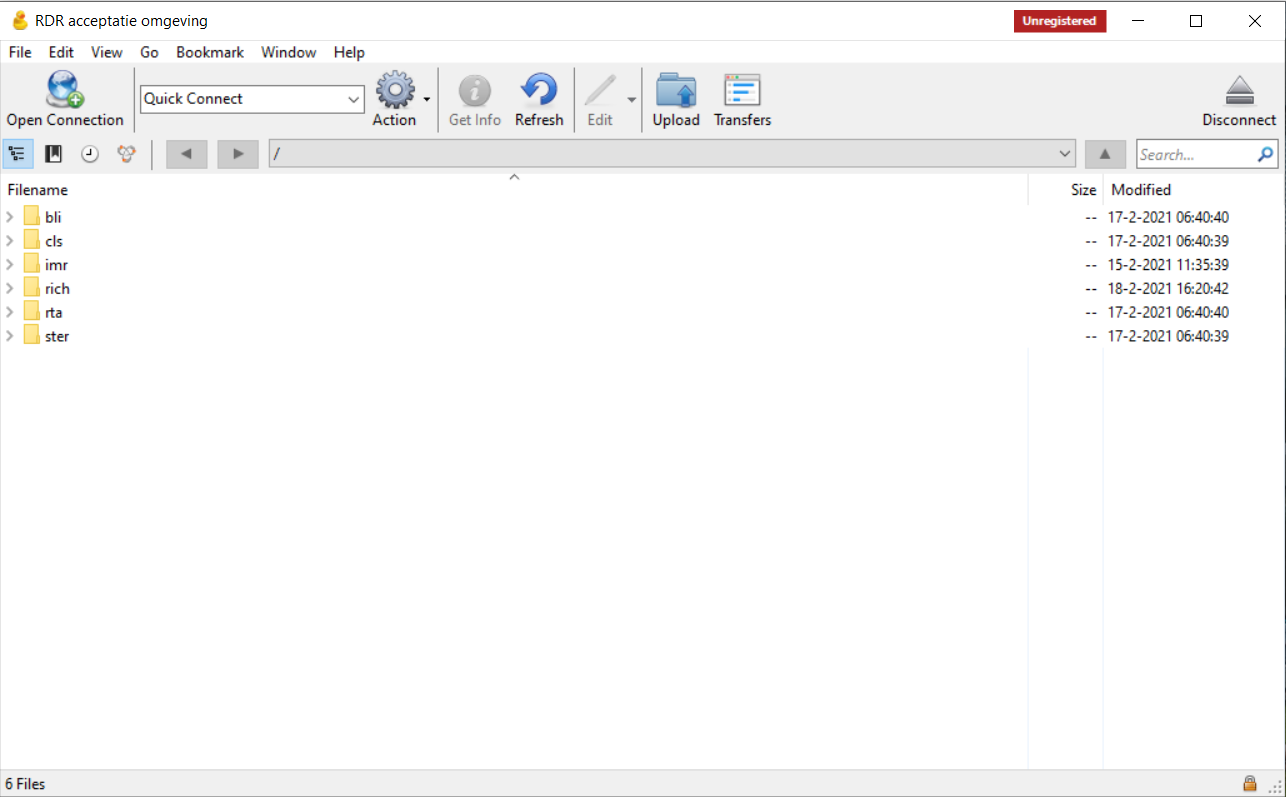 RDR acceptatie omgeving Unregistered
File Edit View Go Bookmark Window Help
Quick Connect
Open Connection Action Get Info Refresh Edit Upload Transfers Disconnect
/ Search...
Filename Size Modified
bli -- 17-2-2021 06:40:40
cls -- 17-2-2021 06:40:39
imr -- 15-2-2021 11:35:39
rich -- 18-2-2021 16:20:42
rta -- 17-2-2021 06:40:40
ster -- 17-2-2021 06:40:39
6 Files